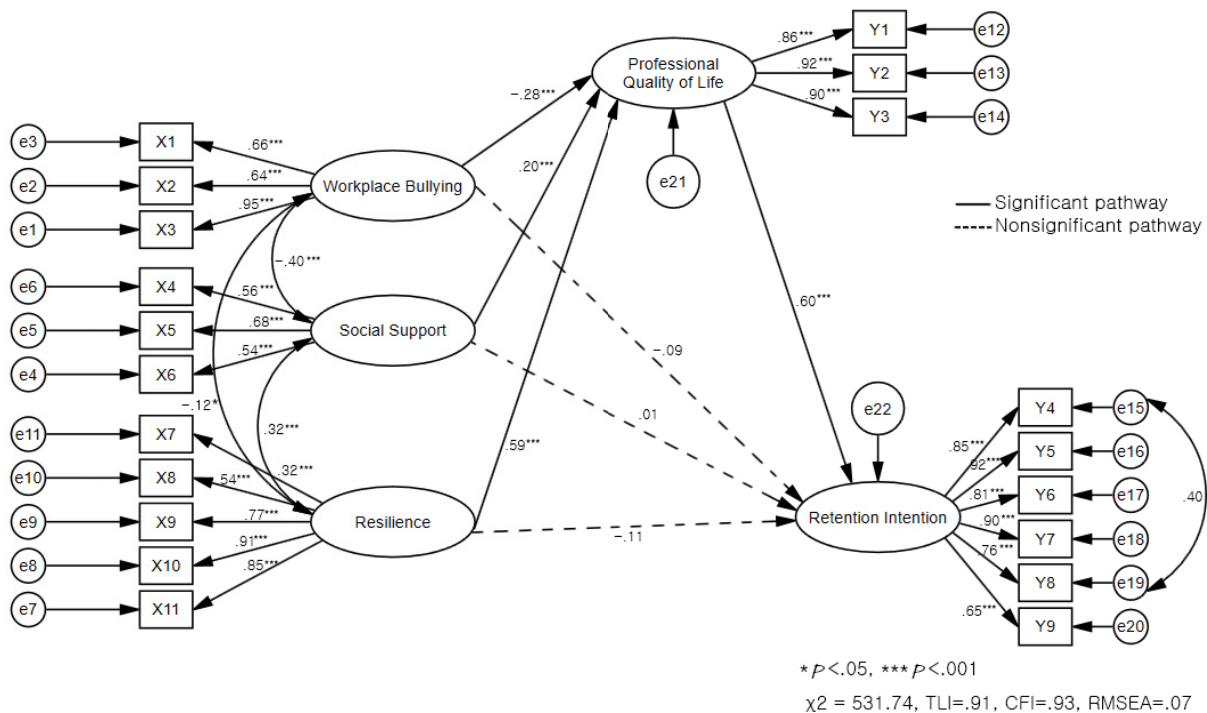 .86***
Y1
e12
Professional
Quality of Life
.92***
Y2
e13
.90***
Y3
e14
-.28***
e3
X1
.66***
.20***
e21
e2
X2
.64***
Workplace Bullying
e1
X3
.95***
Significant pathway
Nonsignificant pathway
-.40***
e6
X4
.56***
.60***
e5
X5
.68***
Social Support
e4
X6
.54***
-.09
-.12*
.01
e22
Y4
e15
e11
X7
.32***
.59***
.85***
.32***
Y5
e16
.92***
e10
X8
.54***
.81***
Y6
e17
.40
e9
X9
.77***
Resilience
Retention Intention
-.11
.90***
Y7
e18
.91***
e8
X10
.76***
Y8
e19
.85***
e7
X11
.65***
Y9
e20
*P<.05, ***P<.001
χ2 = 531.74, TLI=.91, CFI=.93, RMSEA=.07